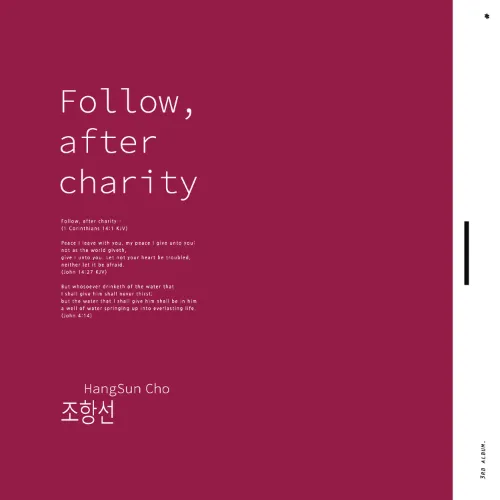 Follow,
after
charity
Follow, after charity~
(1 Corinthians 14:1 KJV)
Peace I leave with you, my peace I give unto you!
not as the world giveth,
give I unto you. Let not your heart be troubled,
neither let it be afraid.
(John 14:27 KJV)
But whosoever drinketh of the water that
I shall give him shall never thirst;
but the water that I shall give him shall be in him
a well of water springing up into everlasting life.
(John 4:14)
HangSun Cho
조항선
3RD ALBUM.